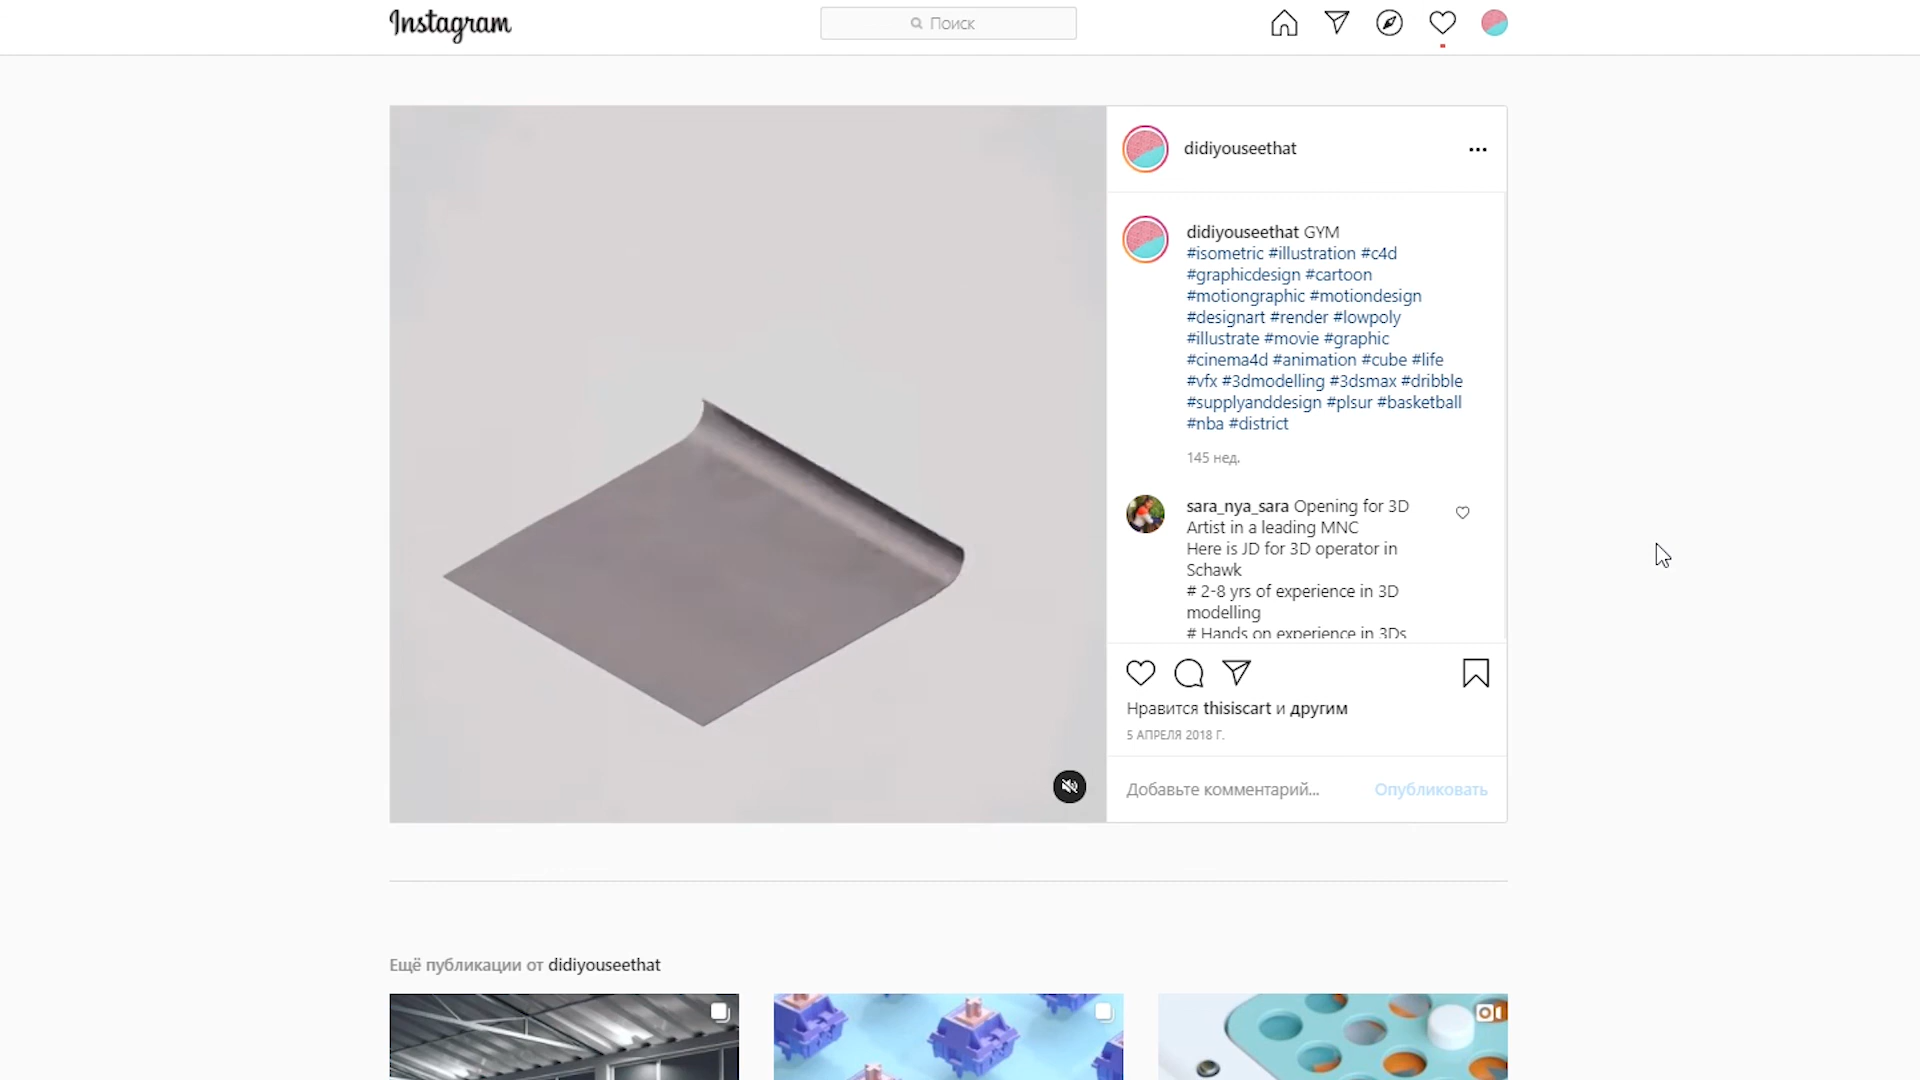 Instagram
Поиск
didiyouseethat
didiyouseethat GYM
#isometric #illustration #c4d
#graphicdesign #cartoon
#motiongraphic #motiondesign
#designart #render #lowpoly
#illustrate #movie #graphic
#cinema4d #animation #cube #life
#vfx #3dmodelling #3dsmax #dribble
#supplyanddesign #plsur #basketball
#nba #district
145 нед.
sara_nya_sara Opening for 3D
Artist in a leading MNC
Here is JD for 3D operator in
Schawk
# 2-8 yrs of experience in 3D
modelling
# Hands on experience in 3Ds
Нравится thisiscart и другим
5 АПРЕЛЯ 2018 Г.
Добавьте комментарий...
Опубликовать
Ещё публикации от didiyouseethat